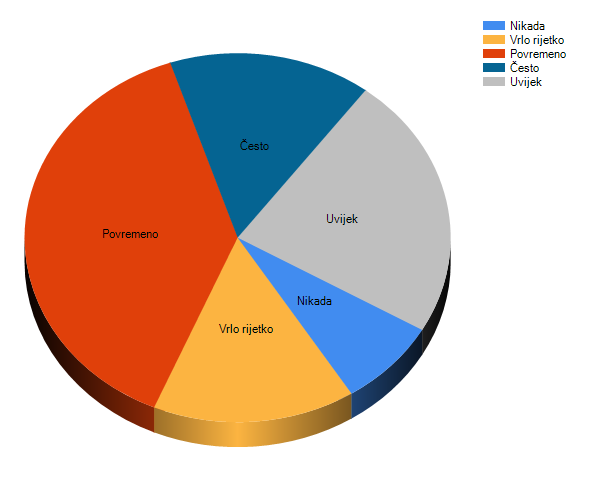 Nikada
Vrlo rijetko
Povremeno
Često
Uvijek
Često
Uvijek
Povremeno
Nikada
Vrlo rijetko